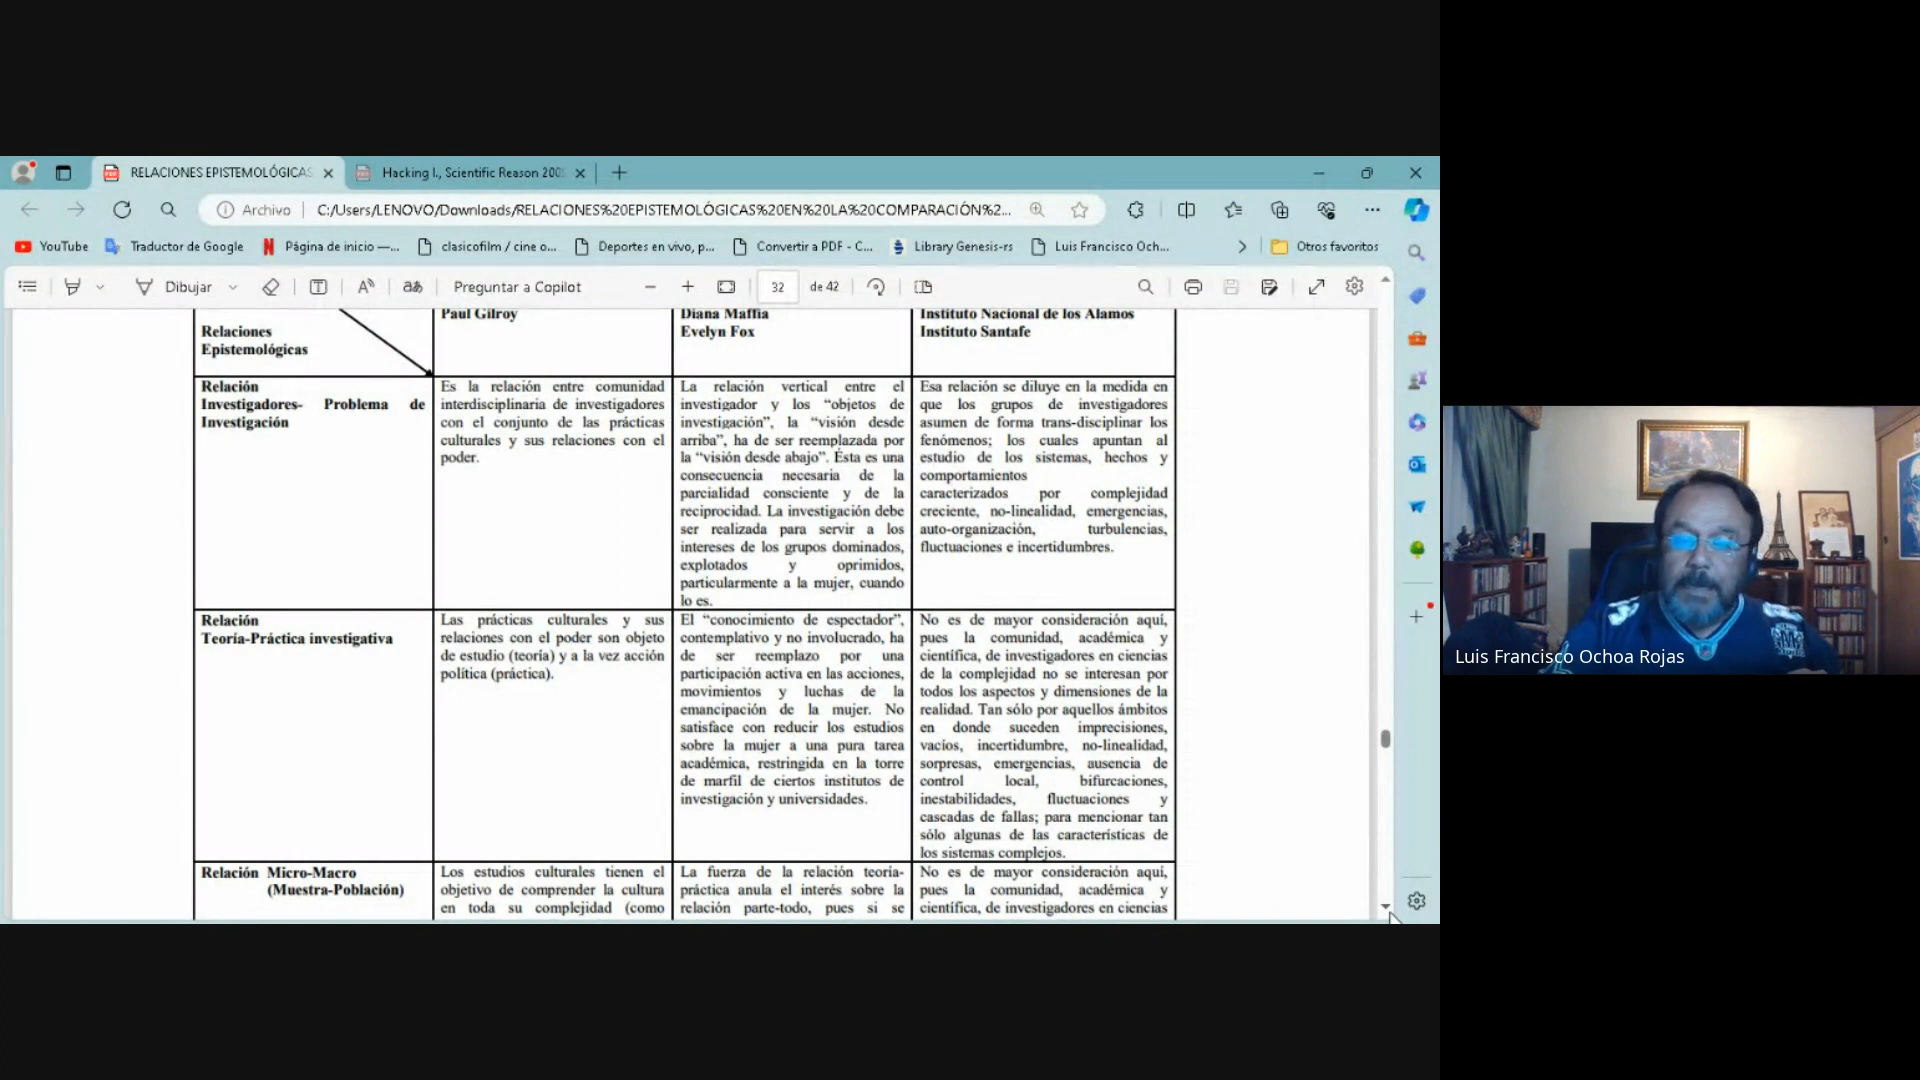 RELACIONES EPISTEMOLÓGICAS
Hacking I., Scientific Reason 200
Archivo
C:/Users/LENOVO/Downloads/RELACIONES%20EPISTEMOLÓGICAS%20EN%20LA%20COMPARACIÓN%2...
YouTube
Traductor de Google
Página de inicio —...
clasicofilm / cine o...
Deportes en vivo, p...
Convertir a PDF - C...
Library Genesis-rs
Luis Francisco Och...
Otros favoritos
Dibujar
Preguntar a Copilot
32
de 42
Relaciones
Epistemológicas
Paul Gilroy
Diana Maffia
Evelyn Fox
Instituto Nacional de los Alamos
Instituto Santafe
Relación
Investigadores- Problema de
Investigación
Es la relación entre comunidad
interdisciplinaria de investigadores
con el conjunto de las prácticas
culturales y sus relaciones con el
poder.
La relación vertical entre el
investigador y los “objetos de
investigación”, la “visión desde
arriba”, ha de ser reemplazada por
la “visión desde abajo”. Ésta es una
consecuencia necesaria de la
parcialidad consciente y de la
reciprocidad. La investigación debe
ser realizada para servir a los
intereses de los grupos dominados,
explotados y oprimidos,
particularmente a la mujer, cuando
lo es.
Esa relación se diluye en la medida en
que los grupos de investigadores
asumen de forma trans-disciplinar los
fenómenos; los cuales apuntan al
estudio de los sistemas, hechos y
comportamientos
caracterizados por complejidad
creciente, no-linealidad, emergencias,
auto-organización, turbulencias,
fluctuaciones e incertidumbres.
Relación
Teoría-Práctica investigativa
Las prácticas culturales y sus
relaciones con el poder son objeto
de estudio (teoría) y a la vez acción
política (práctica).
El “conocimiento de espectador”,
contemplativo y no involucrado, ha
de ser reemplazo por una
participación activa en las acciones,
movimientos y luchas de la
emancipación de la mujer. No
satisface con reducir los estudios
sobre la mujer a una pura tarea
académica, restringida en la torre
de marfil de ciertos institutos de
investigación y universidades.
No es de mayor consideración aquí,
pues la comunidad, académica y
científica, de investigadores en ciencias
de la complejidad no se interesan por
todos los aspectos y dimensiones de la
realidad. Tan sólo por aquellos ámbitos
en donde suceden imprecisiones,
vacíos, incertidumbre, no-linealidad,
sorpresas, emergencias, ausencia de
control local, bifurcaciones,
inestabilidades, fluctuaciones y
cascadas de fallas; para mencionar tan
sólo algunas de las características de
los sistemas complejos.
Relación Micro-Macro
(Muestra-Población)
Los estudios culturales tienen el
objetivo de comprender la cultura
en toda su complejidad (como
La fuerza de la relación teoría-
práctica anula el interés sobre la
relación parte-todo, pues si se
No es de mayor consideración aquí,
pues la comunidad, académica y
científica, de investigadores en ciencias
Luis Francisco Ochoa Rojas